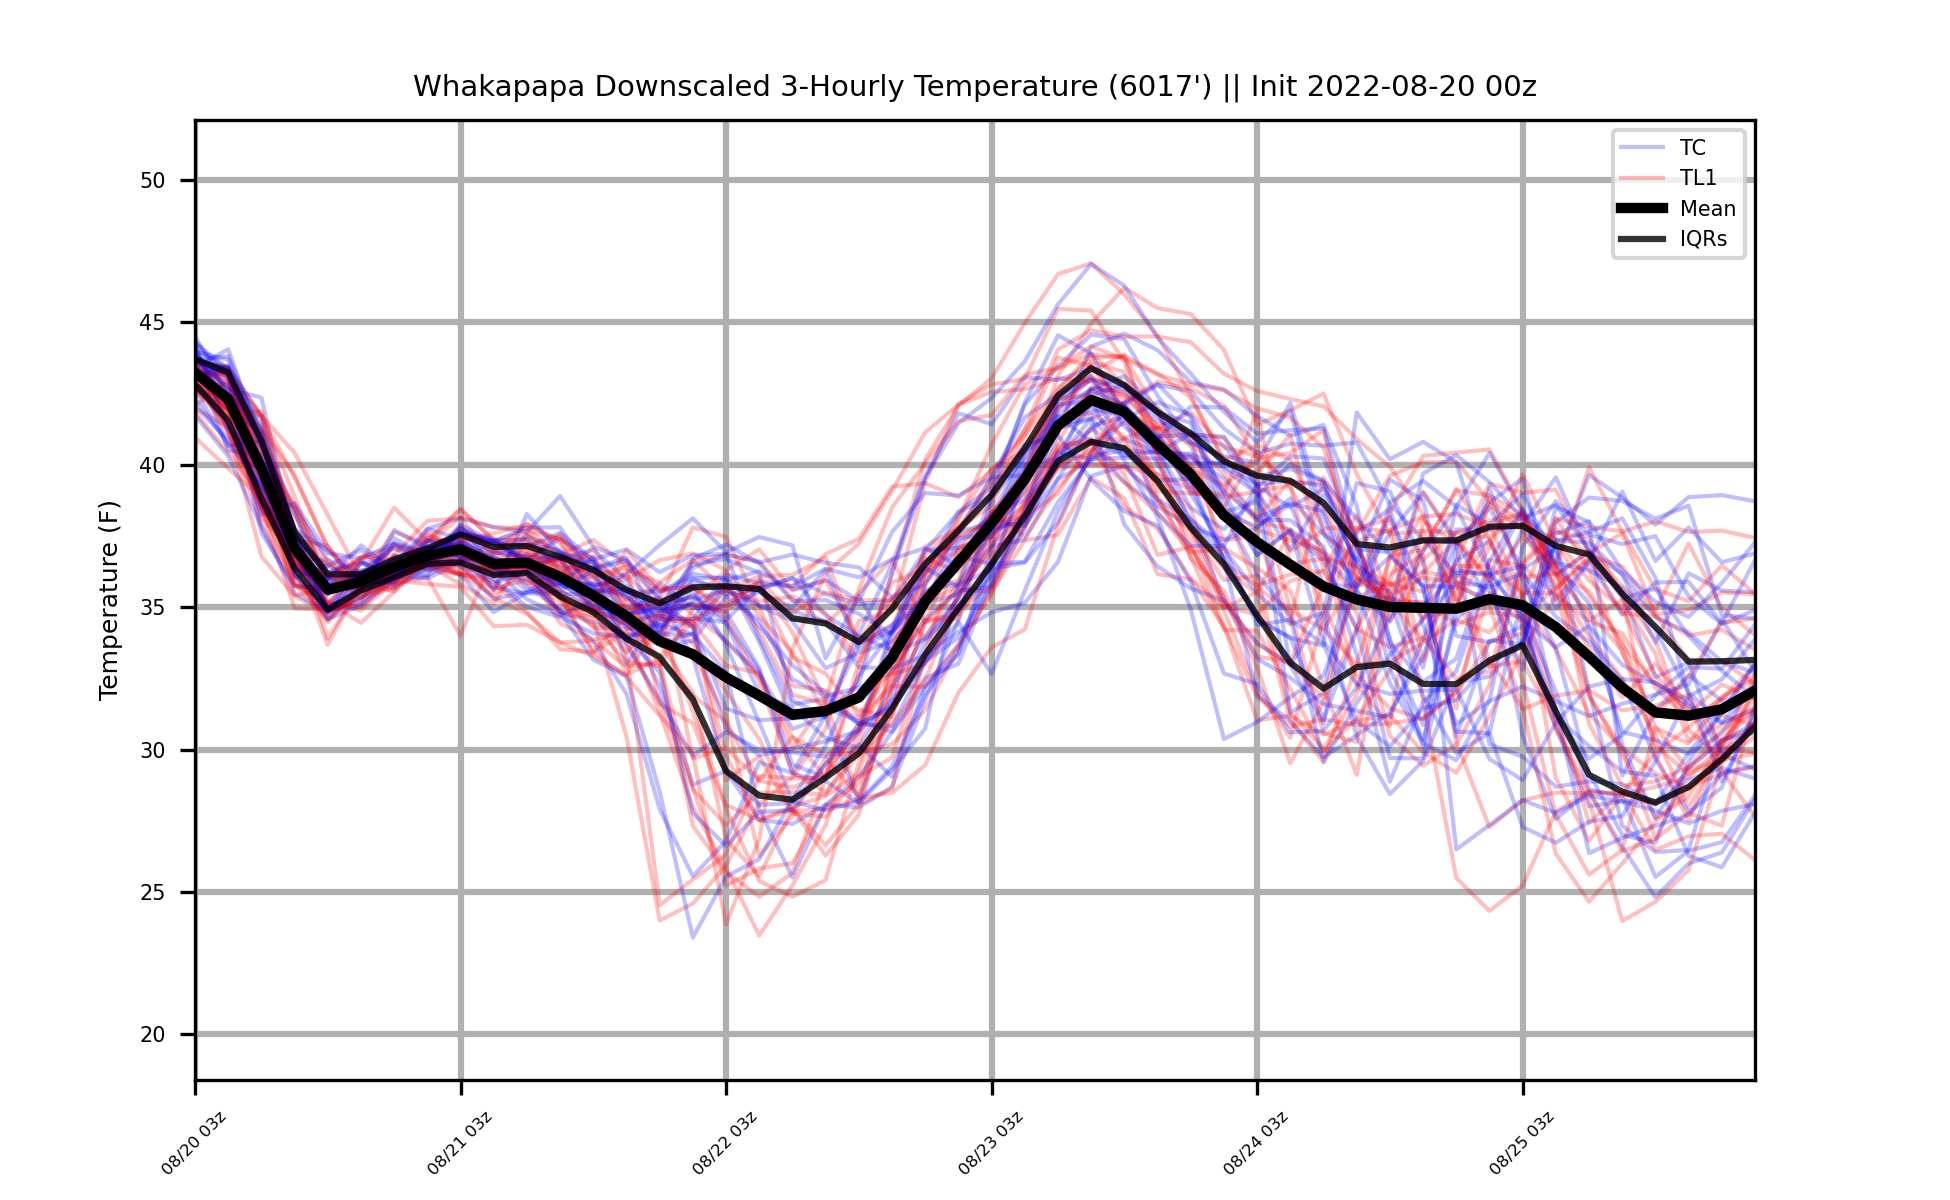 Whakapapa Downscaled 3-Hourly Temperature (6017') || Init 2022-08-20 00z
TC
TL1
Mean
IQRs
Temperature (F)
50
45
40
35
30
25
20
08/20 03z
08/21 03z
08/22 03z
08/23 03z
08/24 03z
08/25 03z